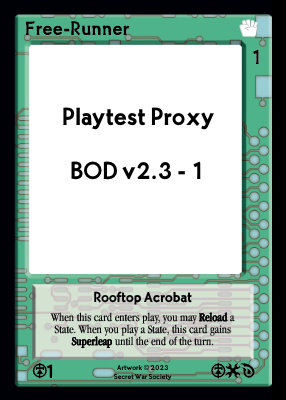 Free-Runner
1
Playtest Proxy
BOD v2.3 - 1
Rooftop Acrobat
When this card enters play, you may Reload a
State. When you play a State, this card gains
Superleap until the end of the turn.
1
Artwork © 2023
Secret War Society